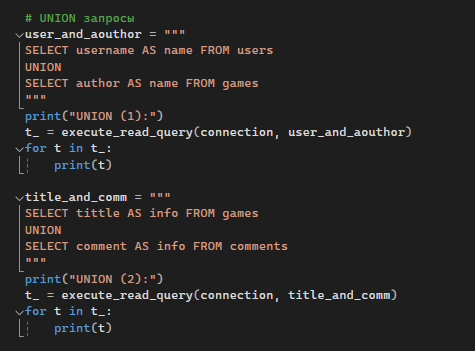 # UNION запросы
user_and_aouthor = """
SELECT username AS name FROM users
UNION
SELECT author AS name FROM games
"""
print("UNION (1):")
t_ = execute_read_query(connection, user_and_aouthor)
for t in t_:
print(t)
title_and_comm = """
SELECT tittle AS info FROM games
UNION
SELECT comment AS info FROM comments
"""
print("UNION (2):")
t_ = execute_read_query(connection, title_and_comm)
for t in t_:
print(t)